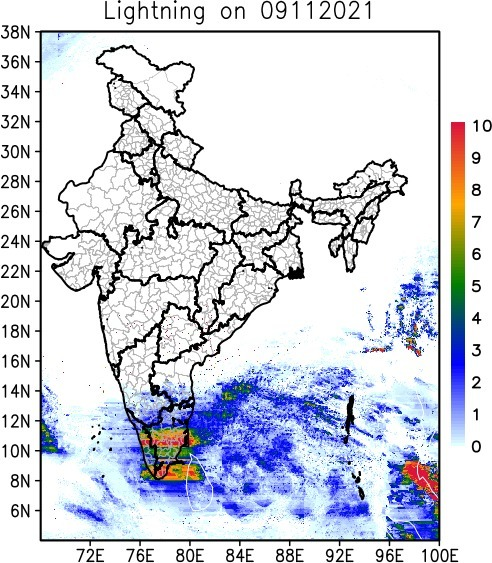 Lightning on 09112021
38N
36N
34N
32N
30N
28N
26N
24N
22N
20N
18N
16N
14N
12N
10N
8N
6N
72E 76E 80E 84E 88E 92E 96E 100E
10
9
8
7
6
5
4
3
2
1
0